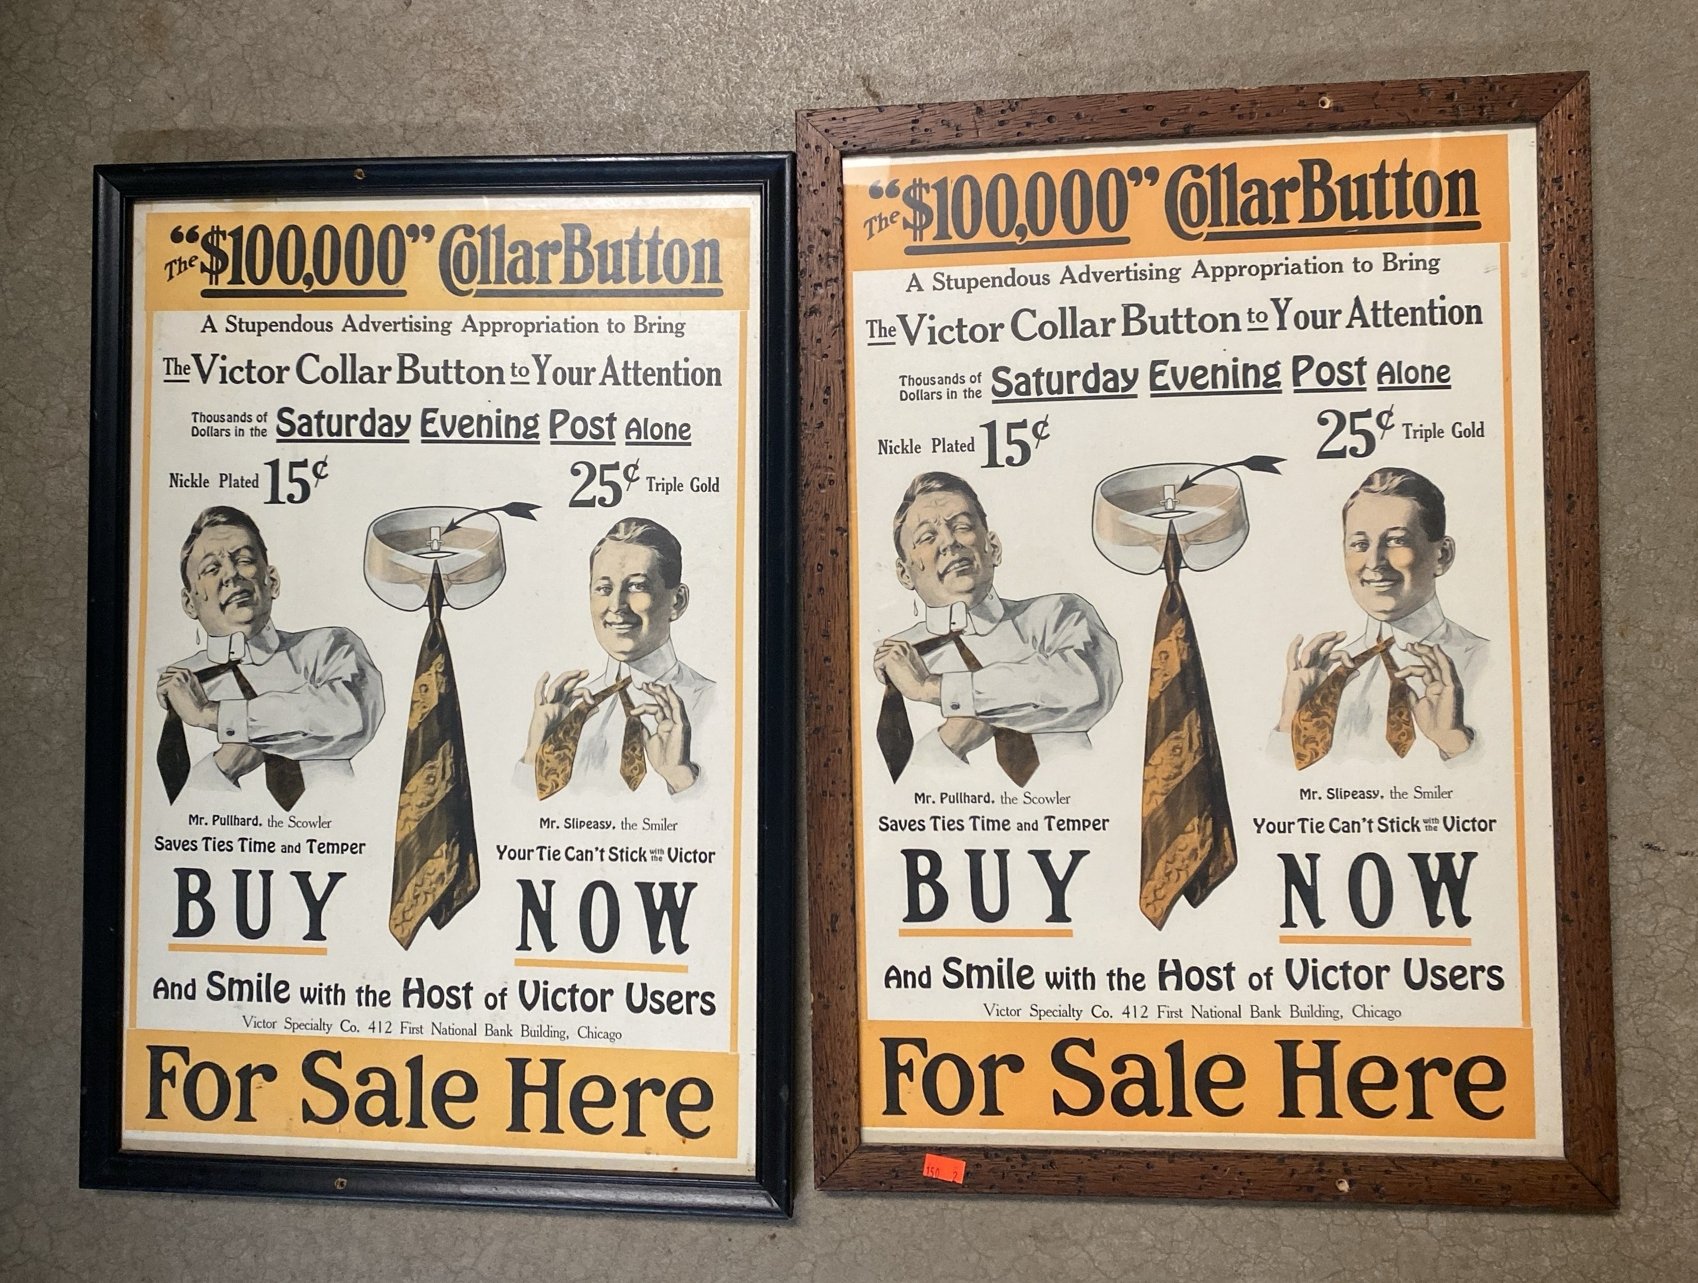 The "$100,000" Collar Button
A Stupendous Advertising Appropriation to Bring
The Victor Collar Button to Your Attention
Thousands of Dollars in the Saturday Evening Post Alone
Nickle Plated 15¢
25¢ Triple Gold
Mr. Pullhard, the Scowler
Saves Ties Time and Temper
Mr. Slipeasy, the Smiler
Your Tie Can't Stick with the Victor
BUY NOW
And Smile with the Host of Victor Users
Victor Specialty Co. 412 First National Bank Building, Chicago
For Sale Here
The "$100,000" Collar Button
A Stupendous Advertising Appropriation to Bring
The Victor Collar Button to Your Attention
Thousands of Dollars in the Saturday Evening Post Alone
Nickle Plated 15¢
25¢ Triple Gold
Mr. Pullhard, the Scowler
Saves Ties Time and Temper
Mr. Slipeasy, the Smiler
Your Tie Can't Stick with the Victor
BUY NOW
And Smile with the Host of Victor Users
Victor Specialty Co. 412 First National Bank Building, Chicago
For Sale Here
150